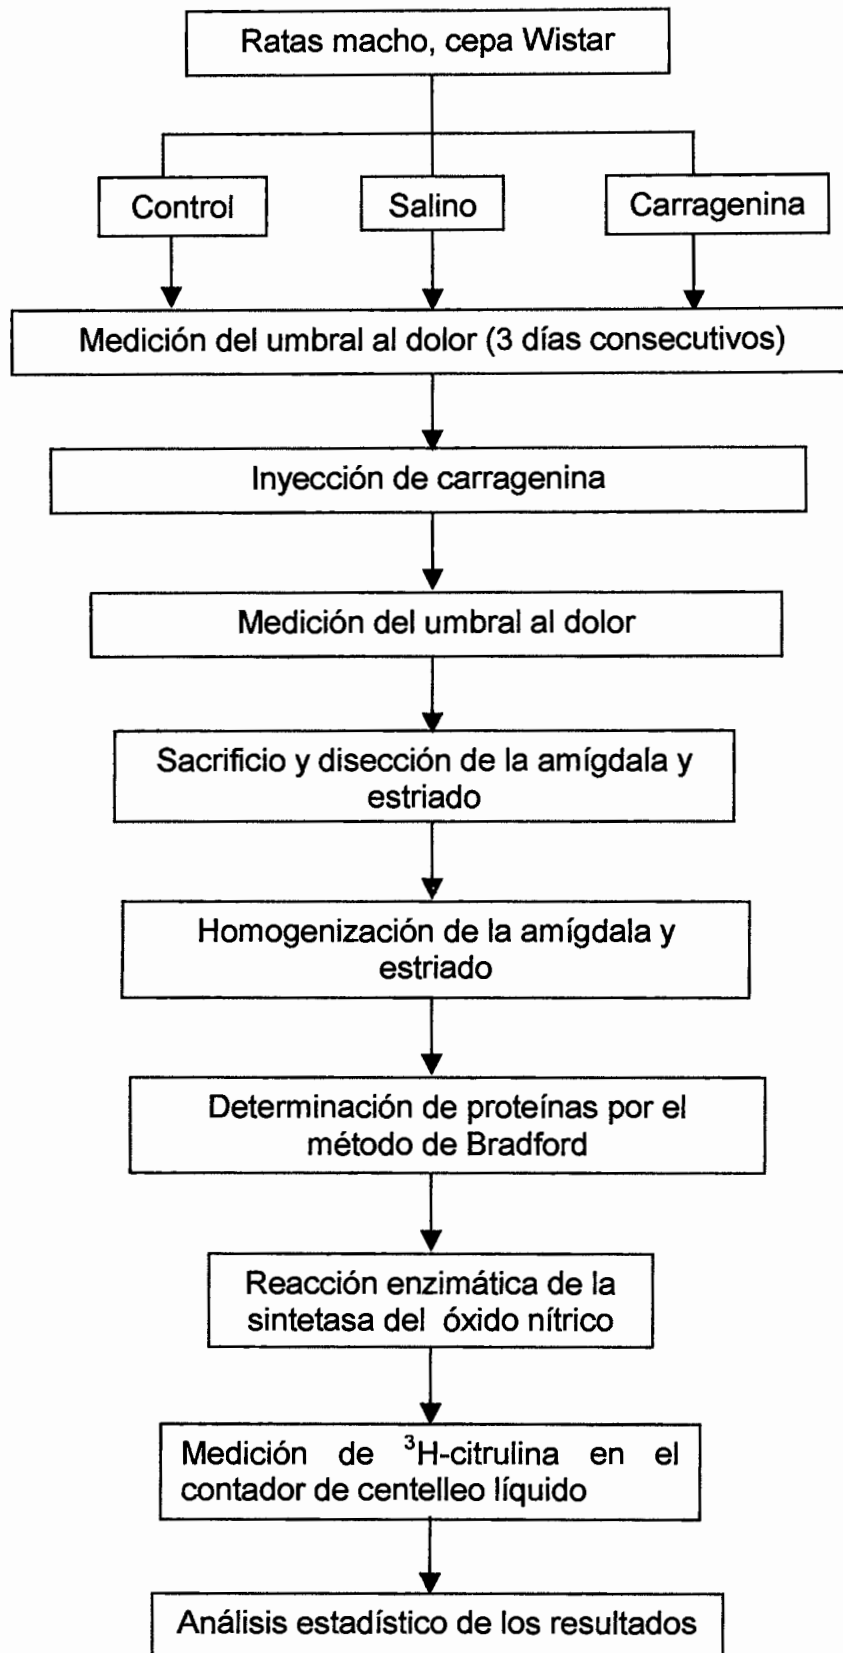 Ratas macho, cepa Wistar
Control
Salino
Carragenina
Medición del umbral al dolor (3 días consecutivos)
Inyección de carragenina
Medición del umbral al dolor
Sacrificio y disección de la amígdala y
estriado
Homogenización de la amígdala y
estriado
Determinación de proteínas por el
método de Bradford
Reacción enzimática de la
sintetasa del óxido nítrico
Medición de ³H-citrulina en el
contador de centelleo líquido
Análisis estadístico de los resultados